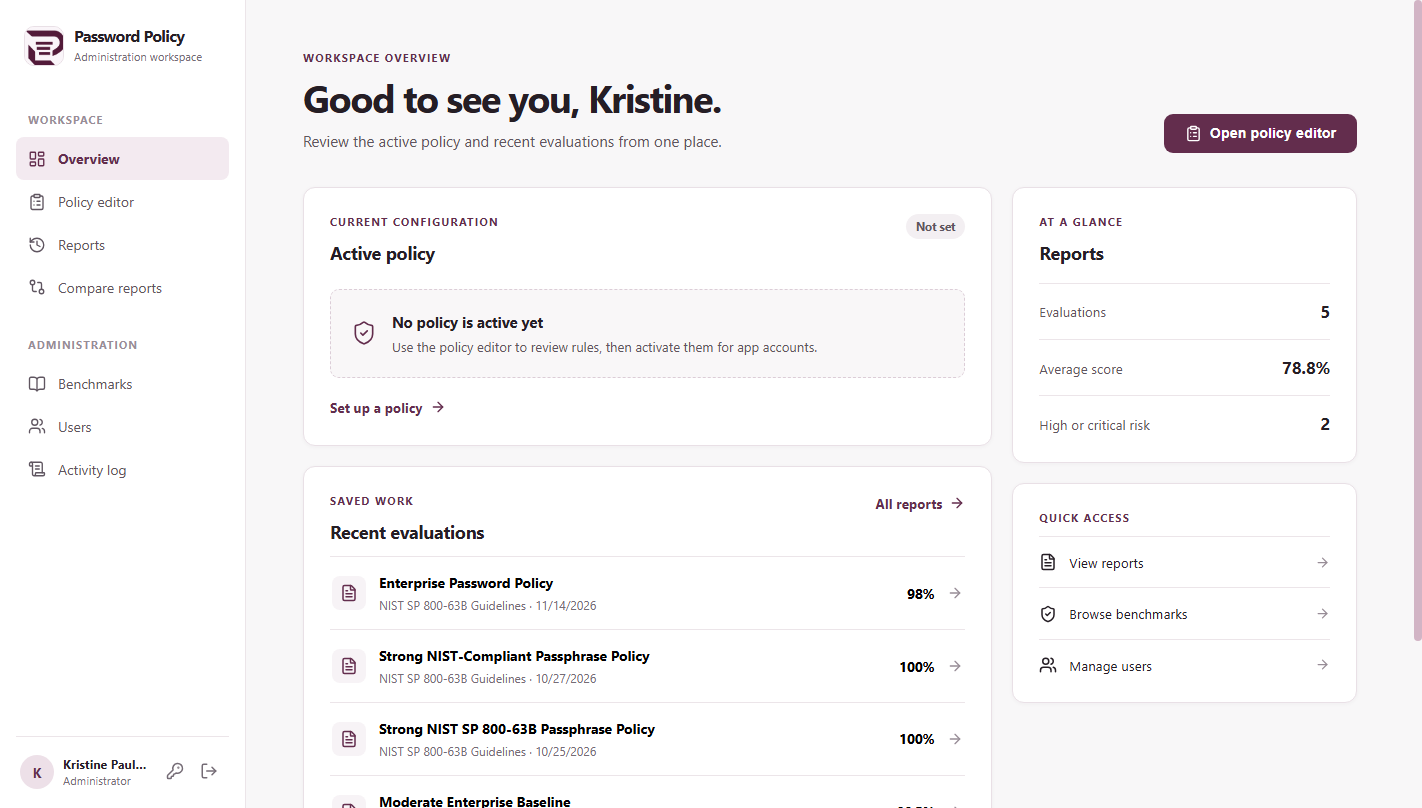 Password Policy
Administration workspace
WORKSPACE
Overview
Policy editor
Reports
Compare reports
ADMINISTRATION
Benchmarks
Users
Activity log
K
Kristine Paul...
Administrator
WORKSPACE OVERVIEW
Good to see you, Kristine.
Review the active policy and recent evaluations from one place.
Open policy editor
CURRENT CONFIGURATION
Not set
Active policy
No policy is active yet
Use the policy editor to review rules, then activate them for app accounts.
Set up a policy
SAVED WORK
All reports
Recent evaluations
Enterprise Password Policy
NIST SP 800-63B Guidelines · 11/14/2026
98%
Strong NIST-Compliant Passphrase Policy
NIST SP 800-63B Guidelines · 10/27/2026
100%
Strong NIST SP 800-63B Passphrase Policy
NIST SP 800-63B Guidelines · 10/25/2026
100%
Moderate Enterprise Baseline
AT A GLANCE
Reports
Evaluations 5
Average score 78.8%
High or critical risk 2
QUICK ACCESS
View reports
Browse benchmarks
Manage users